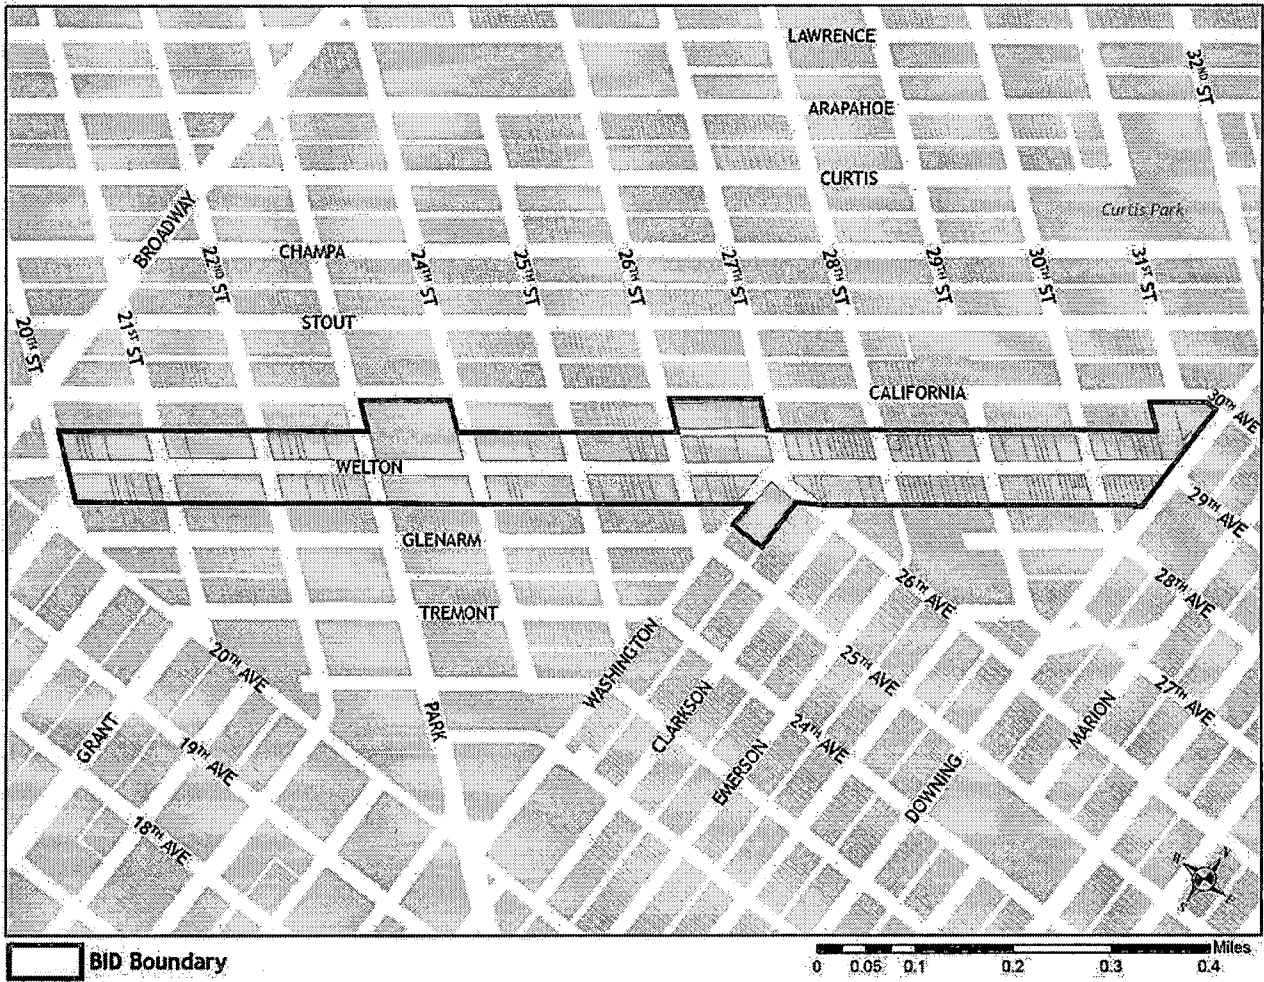 LAWRENCE
32ND ST
ARAPAHOE
CURTIS
Curtis Park
BROADWAY
CHAMPA
22ND ST
24TH ST
25TH ST
26TH ST
27TH ST
28TH ST
29TH ST
30TH ST
31ST ST
20TH ST
21ST ST
STOUT
CALIFORNIA
30TH AVE
WELTON
29TH AVE
GLENARM
26TH AVE
28TH AVE
TREMONT
WASHINGTON
20TH AVE
25TH AVE
27TH AVE
CLARKSON
PARK
GRANT
MARION
19TH AVE
24TH AVE
EMERSON
DOWNING
18TH AVE
N
W
E
S
BID Boundary
Miles
0 0.05 0.1 0.2 0.3 0.4